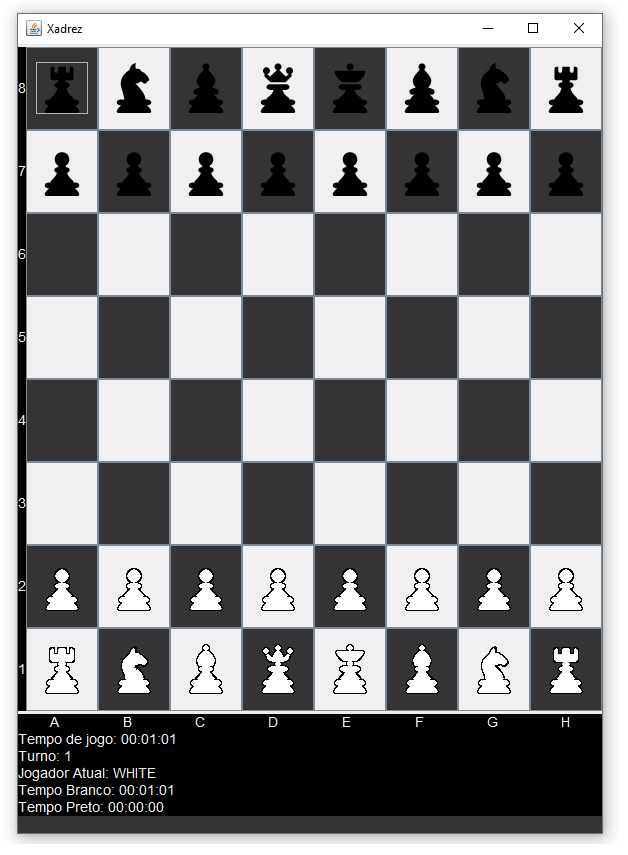 Xadrez
8
7
6
5
4
3
2
1
A B C D E F G H
Tempo de jogo: 00:01:01
Turno: 1
Jogador Atual: WHITE
Tempo Branco: 00:01:01
Tempo Preto: 00:00:00